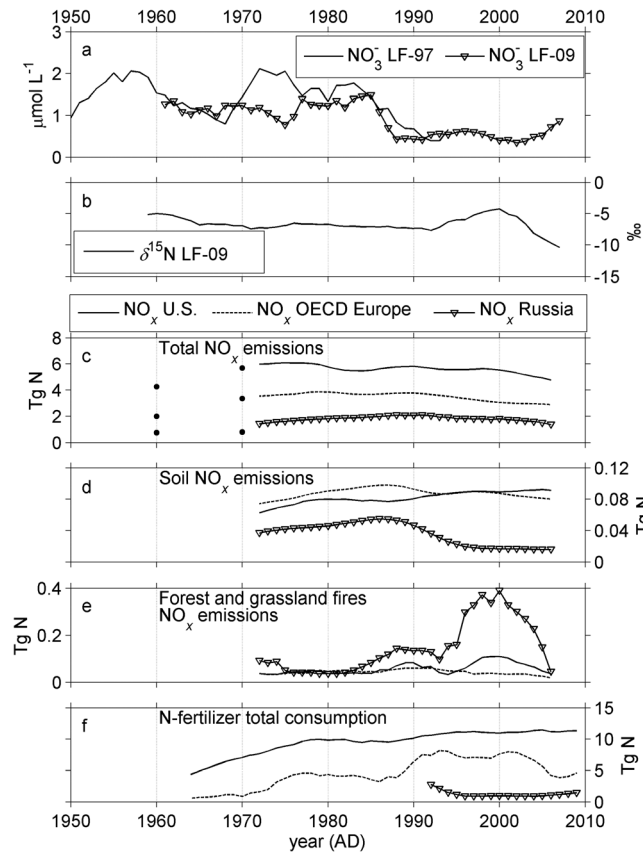 1950 1960 1970 1980 1990 2000 2010
a
NO₃⁻ LF-97 NO₃⁻ LF-09
μmol L⁻¹
3
2
1
0
b
δ¹⁵N LF-09
0
-5
-10
-15
‰
NOₓ U.S. NOₓ OECD Europe NOₓ Russia
c Total NOₓ emissions
Tg N
8
6
4
2
0
d Soil NOₓ emissions
0.12
0.08
0.04
0
Tg N
e Forest and grassland fires
NOₓ emissions
Tg N
0.4
0.2
0
f N-fertilizer total consumption
15
10
5
0
Tg N
1950 1960 1970 1980 1990 2000 2010
year (AD)